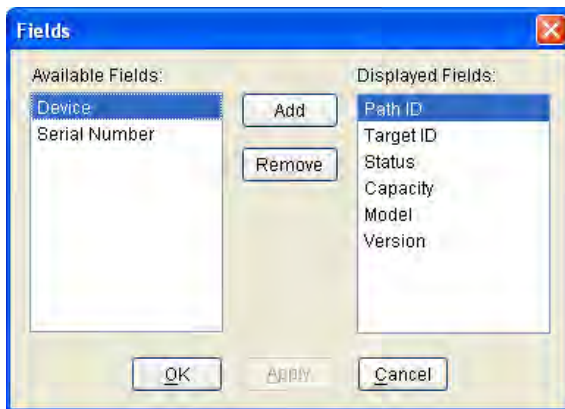 Fields
Available Fields:
Displayed Fields:
Device
Serial Number
Add
Remove
Path ID
Target ID
Status
Capacity
Model
Version
OK
Apply
Cancel